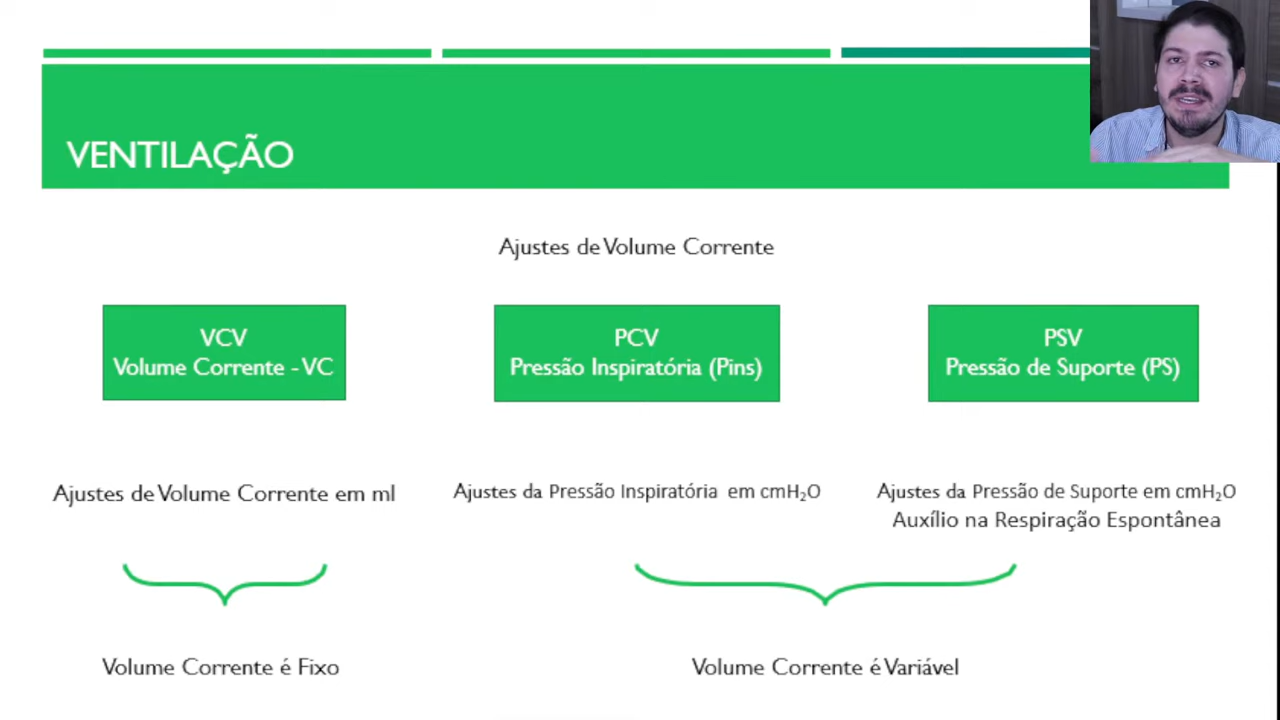 VENTILAÇÃO
Ajustes de Volume Corrente
VCV
Volume Corrente - VC
PCV
Pressão Inspiratória (Pins)
PSV
Pressão de Suporte (PS)
Ajustes de Volume Corrente em ml
Ajustes da Pressão Inspiratória em cmH₂O
Ajustes da Pressão de Suporte em cmH₂O
Auxílio na Respiração Espontânea
Volume Corrente é Fixo
Volume Corrente é Variável